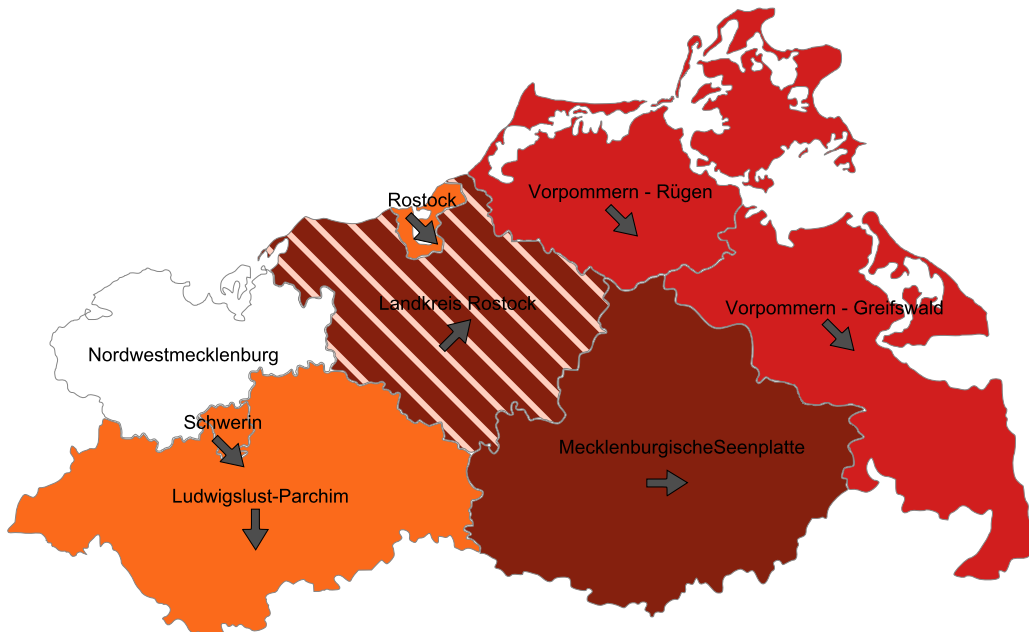 Vorpommern - Rügen
Rostock
Landkreis Rostock
Vorpommern - Greifswald
Nordwestmecklenburg
Schwerin
MecklenburgischeSeenplatte
Ludwigslust-Parchim